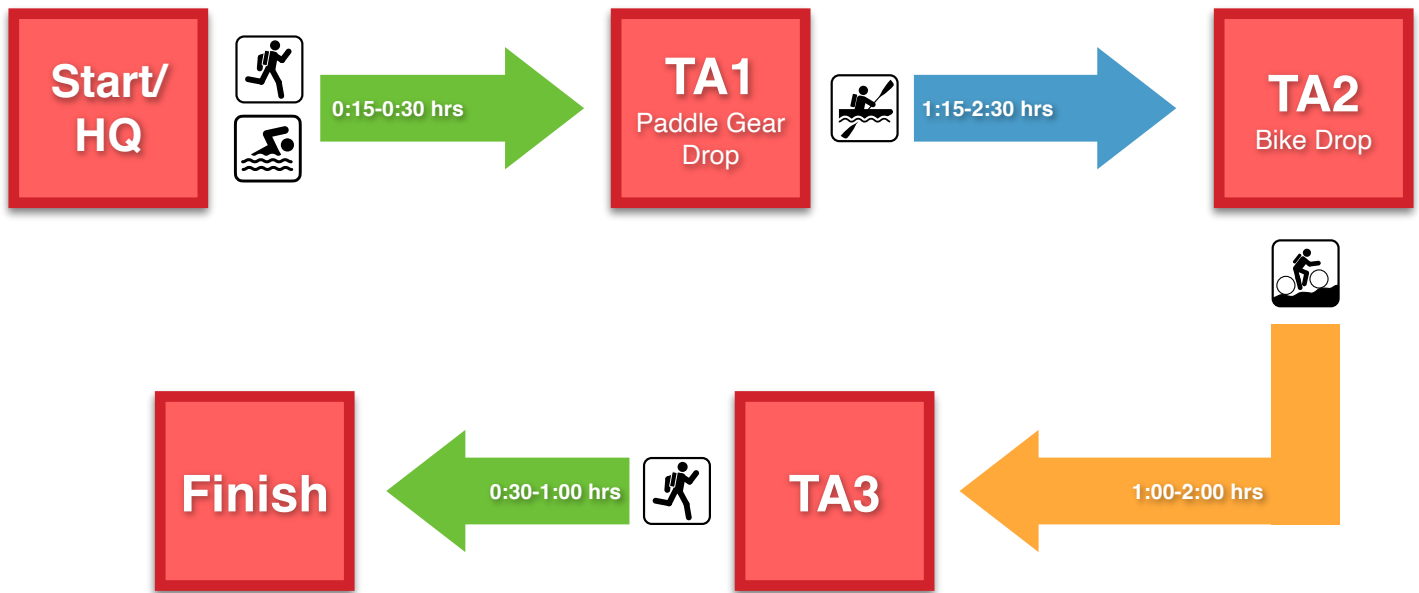 Start/
HQ
0:15-0:30 hrs
TA1
Paddle Gear
Drop
1:15-2:30 hrs
TA2
Bike Drop
Finish
0:30-1:00 hrs
TA3
1:00-2:00 hrs